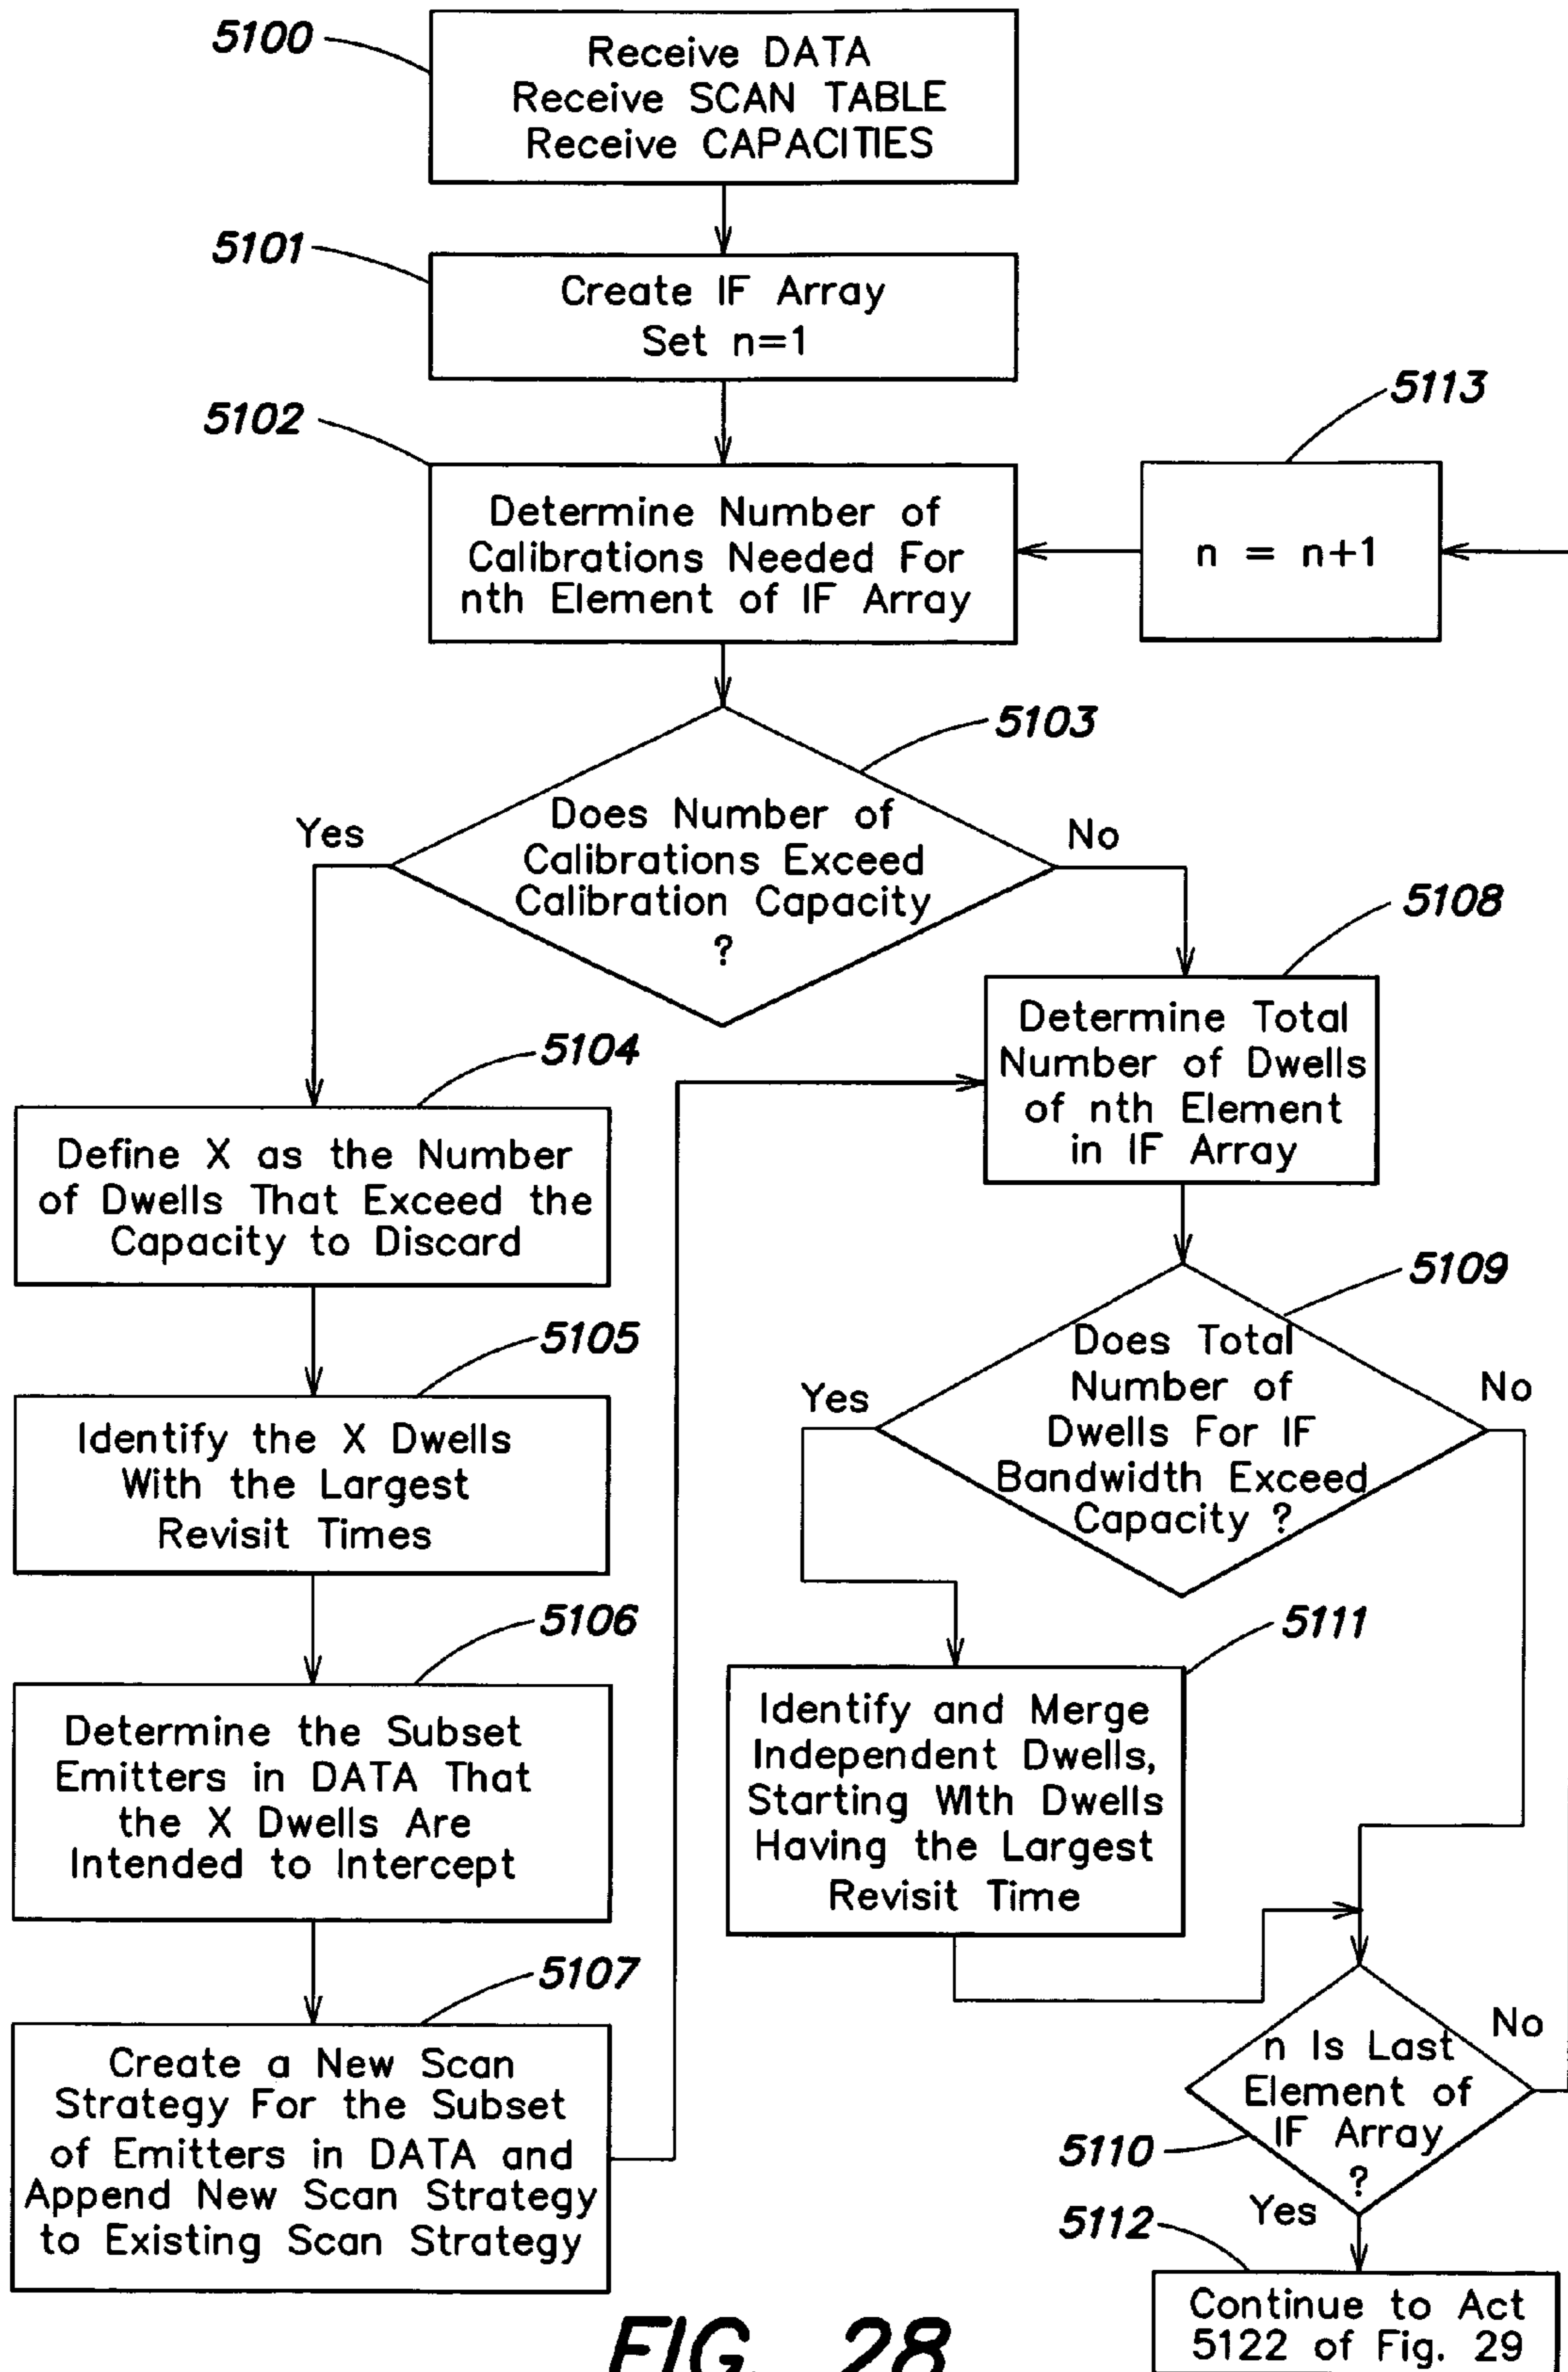 5100
Receive DATA
Receive SCAN TABLE
Receive CAPACITIES
5101
Create IF Array
Set n=1
5102
Determine Number of
Calibrations Needed For
nth Element of IF Array
5113
n = n+1
5103
Does Number of
Calibrations Exceed
Calibration Capacity
?
Yes
No
5104
Define X as the Number
of Dwells That Exceed the
Capacity to Discard
5105
Identify the X Dwells
With the Largest
Revisit Times
5106
Determine the Subset
Emitters in DATA That
the X Dwells Are
Intended to Intercept
5107
Create a New Scan
Strategy For the Subset
of Emitters in DATA and
Append New Scan Strategy
to Existing Scan Strategy
5108
Determine Total
Number of Dwells
of nth Element
in IF Array
5109
Does Total
Number of
Dwells For IF
Bandwidth Exceed
Capacity ?
Yes
No
5111
Identify and Merge
Independent Dwells,
Starting With Dwells
Having the Largest
Revisit Time
5110
n Is Last
Element of
IF Array
?
No
Yes
5112
Continue to Act
5122 of Fig. 29
FIG. 28